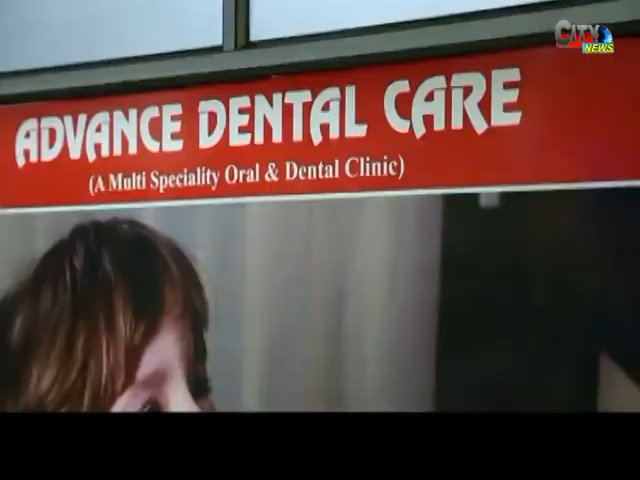 CITY
NEWS
ADVANCE DENTAL CARE
(A Multi Speciality Oral & Dental Clinic)